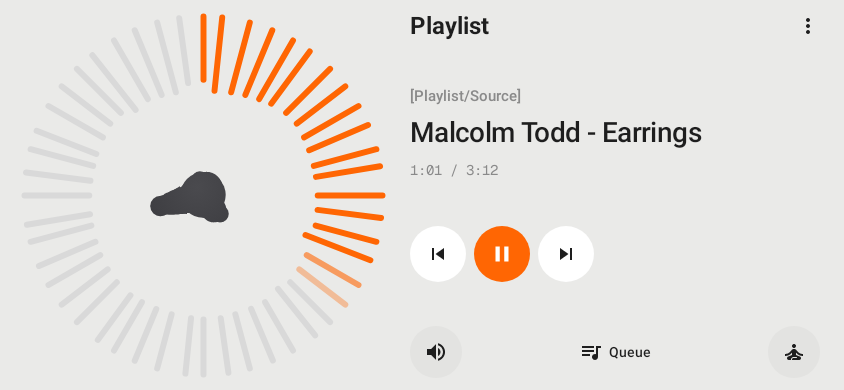 Playlist
[Playlist/Source]
Malcolm Todd - Earrings
1:01 / 3:12
Queue